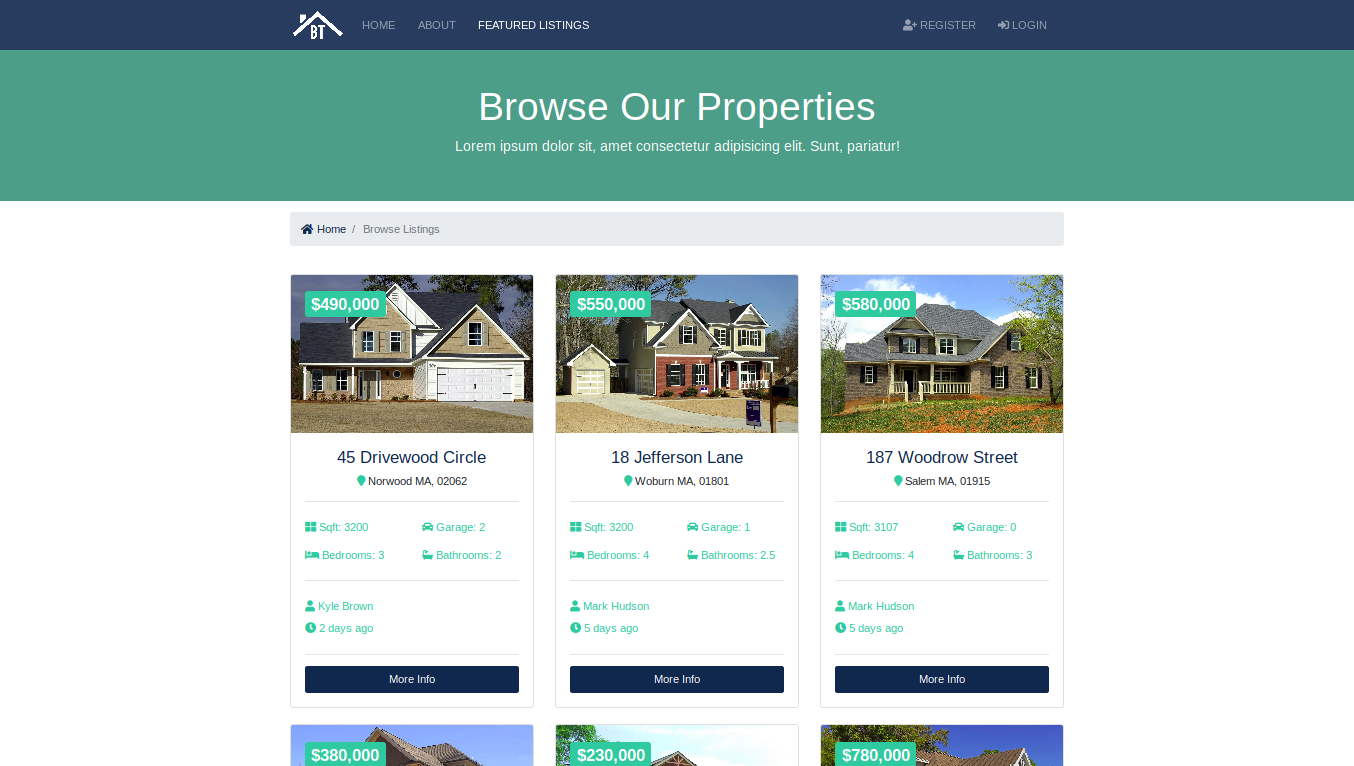 BT HOME ABOUT FEATURED LISTINGS REGISTER LOGIN
Browse Our Properties
Lorem ipsum dolor sit, amet consectetur adipisicing elit. Sunt, pariatur!
Home / Browse Listings
$490,000
45 Drivewood Circle
Norwood MA, 02062
Sqft: 3200 Garage: 2
Bedrooms: 3 Bathrooms: 2
Kyle Brown
2 days ago
More Info
$550,000
18 Jefferson Lane
Woburn MA, 01801
Sqft: 3200 Garage: 1
Bedrooms: 4 Bathrooms: 2.5
Mark Hudson
5 days ago
More Info
$580,000
187 Woodrow Street
Salem MA, 01915
Sqft: 3107 Garage: 0
Bedrooms: 4 Bathrooms: 3
Mark Hudson
5 days ago
More Info
$380,000
$230,000
$780,000